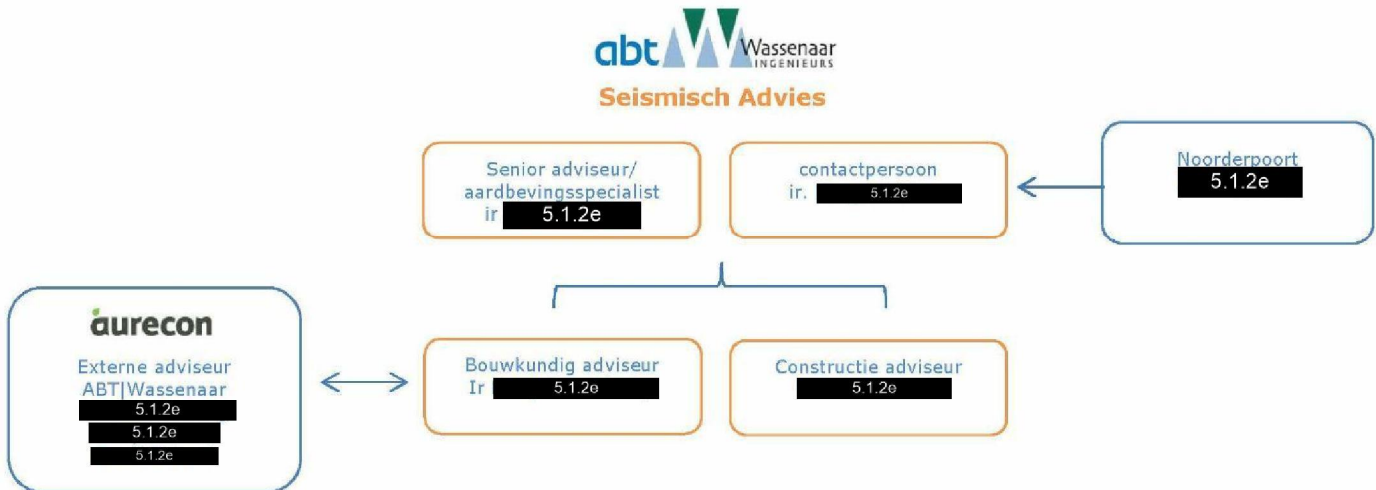 abt Wassenaar
INGENIEURS
Seismisch Advies
Senior adviseur/
aardbevingsspecialist
ir 5.1.2e
contactpersoon
ir. 5.1.2e
Noorderpoort
5.1.2e
aurecon
Externe adviseur
ABT|Wassenaar
5.1.2e
5.1.2e
5.1.2e
Bouwkundig adviseur
Ir 5.1.2e
Constructie adviseur
5.1.2e